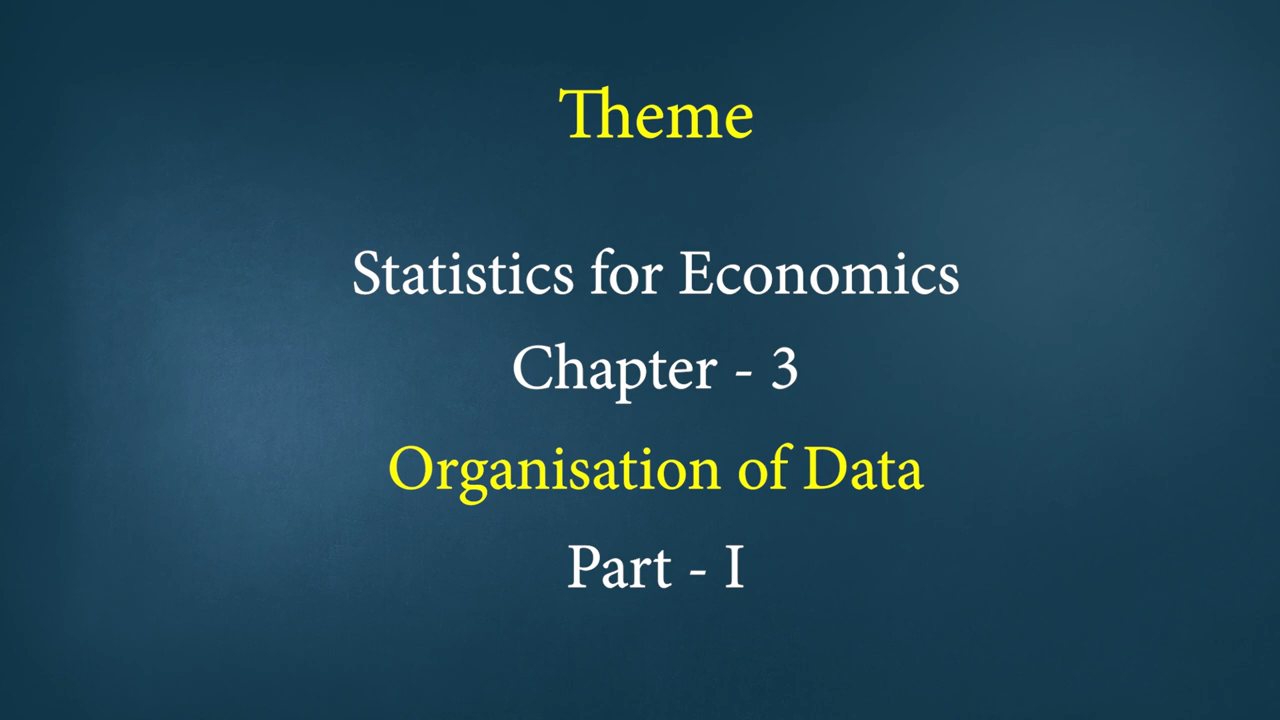 Theme
Statistics for Economics
Chapter - 3
Organisation of Data
Part - I